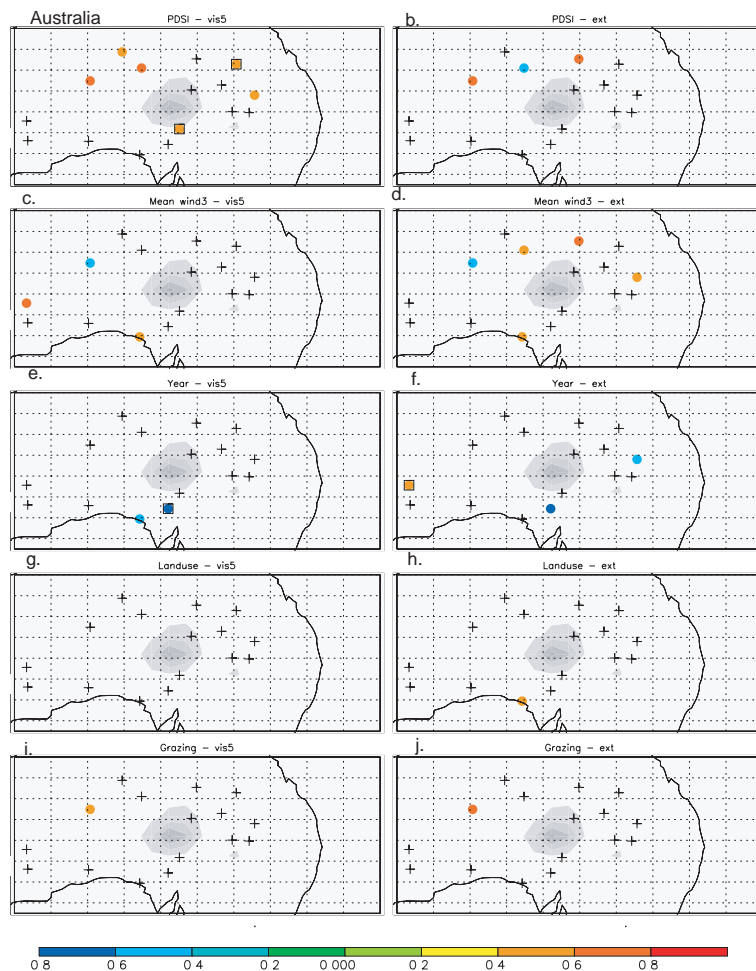 Australia
PDSI – vis5
b.
PDSI – ext
c.
Mean wind3 – vis5
d.
Mean wind3 – ext
e.
Year – vis5
f.
Year – ext
g.
Landuse – vis5
h.
Landuse – ext
i.
Grazing – vis5
j.
Grazing – ext
0 8 0 6 0 4 0 2 0 000 0 2 0 4 0 6 0 8